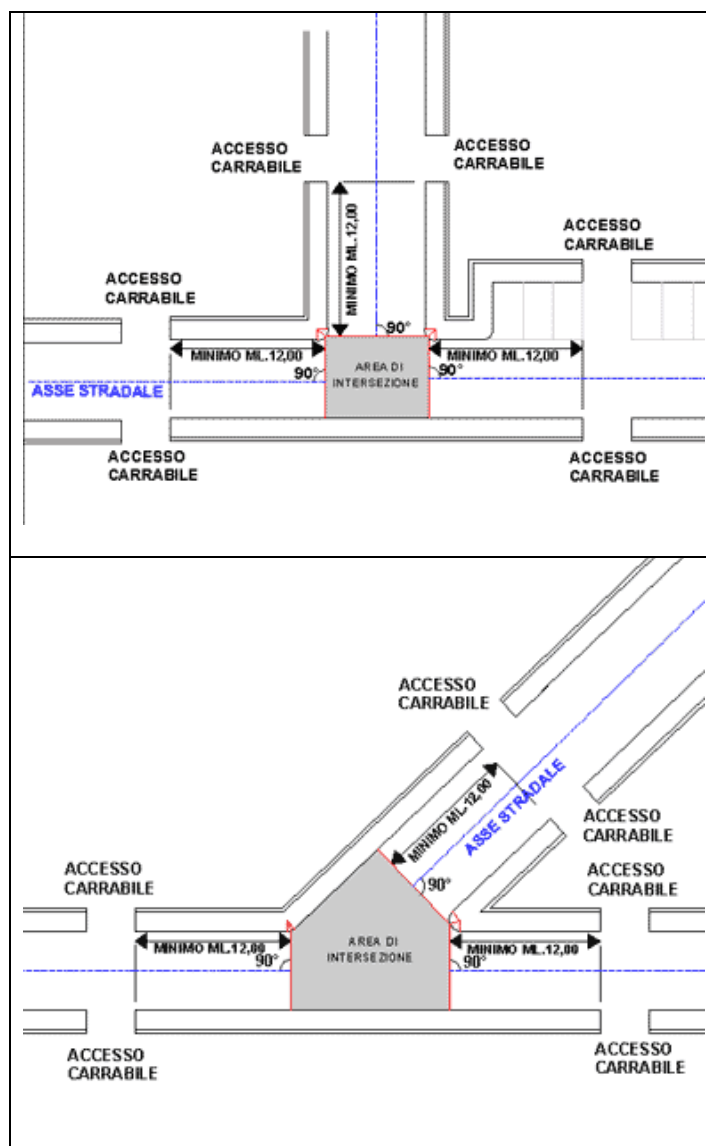 ACCESSO
CARRABILE
ACCESSO
CARRABILE
MINIMO ML.12,00
ACCESSO
CARRABILE
ACCESSO
CARRABILE
90°
MINIMO ML.12,00
MINIMO ML.12,00
90°
AREA DI
INTERSEZIONE
90°
ASSE STRADALE
ACCESSO
CARRABILE
ACCESSO
CARRABILE
ACCESSO
CARRABILE
MINIMO ML.12,00
ASSE STRADALE
ACCESSO
CARRABILE
90°
ACCESSO
CARRABILE
ACCESSO
CARRABILE
MINIMO ML.12,00
AREA DI
INTERSEZIONE
MINIMO ML.12,00
90°
90°
ACCESSO
CARRABILE
ACCESSO
CARRABILE